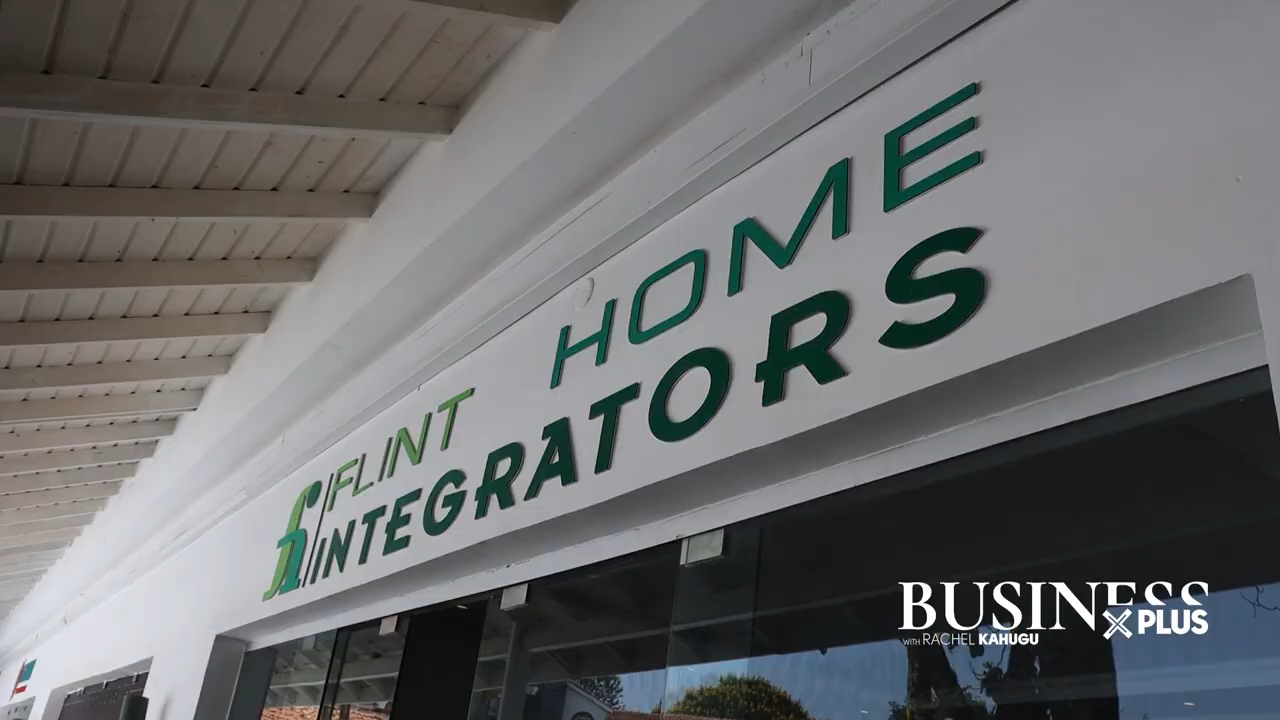 FLINT HOME
INTEGRATORS
BUSINESS
PLUS
WITH RACHEL KAHUGU